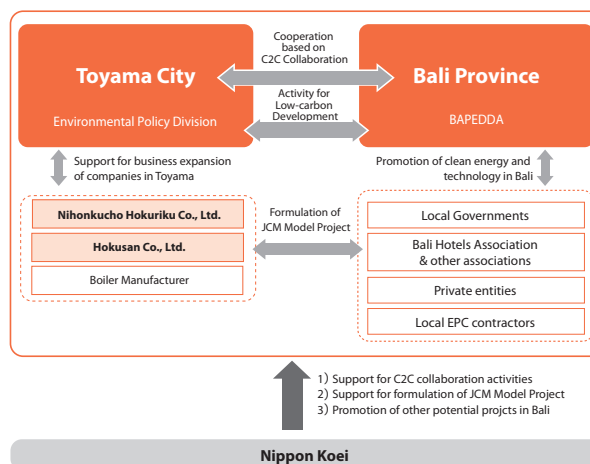 Cooperation
based on
C2C Collaboration
Toyama City
Bali Province
Activity for
Low-carbon
Development
Environmental Policy Division
BAPEDDA
Support for business expansion
of companies in Toyama
Promotion of clean energy and
technology in Bali
Nihonkucho Hokuriku Co., Ltd.
Hokusan Co., Ltd.
Boiler Manufacturer
Formulation of
JCM Model Project
Local Governments
Bali Hotels Association
& other associations
Private entities
Local EPC contractors
1) Support for C2C collaboration activities
2) Support for formulation of JCM Model Project
3) Promotion of other potential projcts in Bali
Nippon Koei